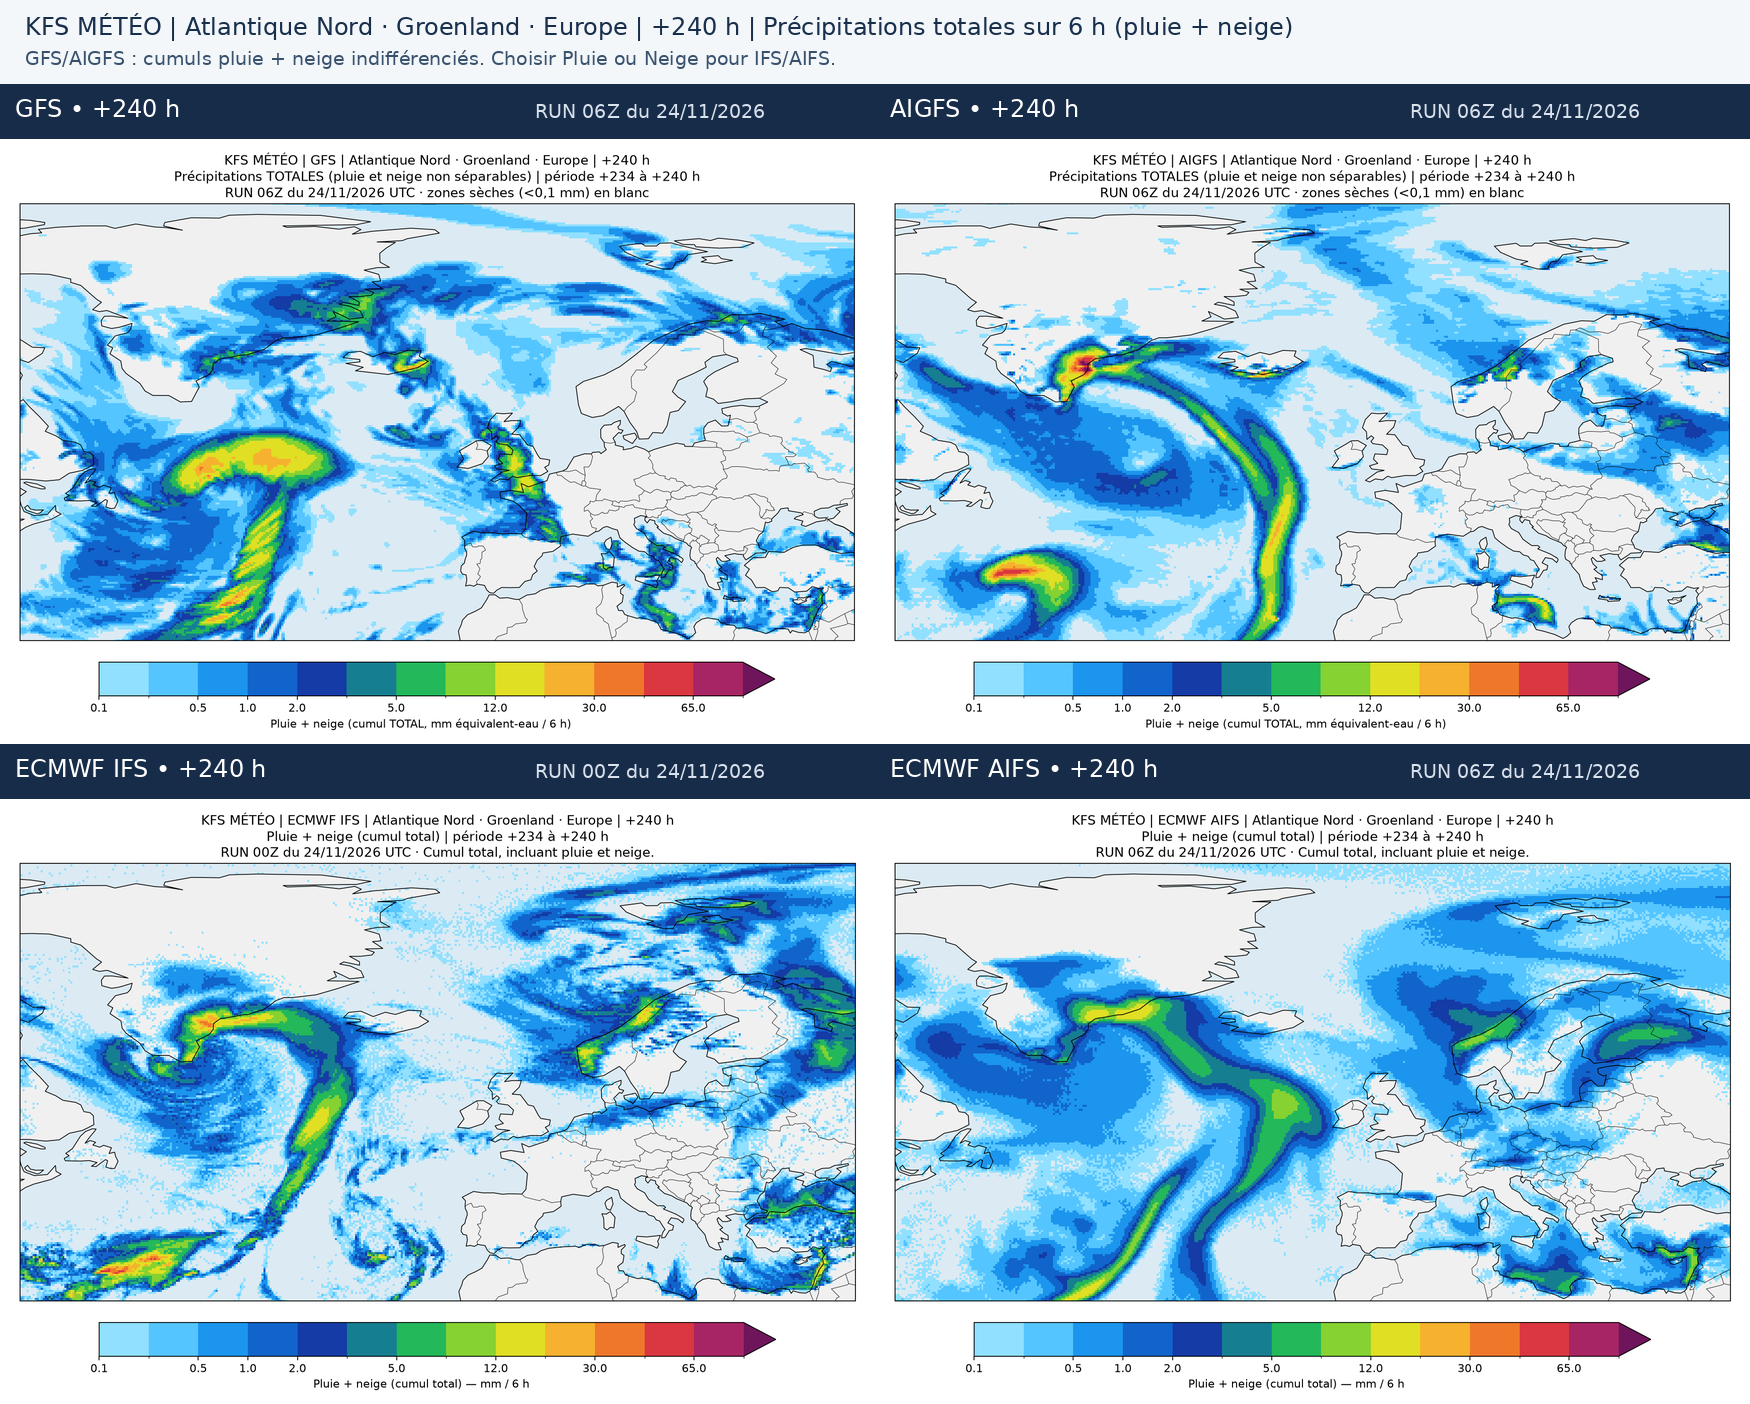 KFS MÉTÉO | Atlantique Nord · Groenland · Europe | +240 h | Précipitations totales sur 6 h (pluie + neige)
GFS/AIGFS : cumuls pluie + neige indifférenciés. Choisir Pluie ou Neige pour IFS/AIFS.
GFS • +240 h
RUN 06Z du 24/11/2026
KFS MÉTÉO | GFS | Atlantique Nord · Groenland · Europe | +240 h
Précipitations TOTALES (pluie et neige non séparables) | période +234 à +240 h
RUN 06Z du 24/11/2026 UTC · zones sèches (<0,1 mm) en blanc
0.1 0.5 1.0 2.0 5.0 12.0 30.0 65.0
Pluie + neige (cumul TOTAL, mm équivalent-eau / 6 h)
AIGFS • +240 h
RUN 06Z du 24/11/2026
KFS MÉTÉO | AIGFS | Atlantique Nord · Groenland · Europe | +240 h
Précipitations TOTALES (pluie et neige non séparables) | période +234 à +240 h
RUN 06Z du 24/11/2026 UTC · zones sèches (<0,1 mm) en blanc
0.1 0.5 1.0 2.0 5.0 12.0 30.0 65.0
Pluie + neige (cumul TOTAL, mm équivalent-eau / 6 h)
ECMWF IFS • +240 h
RUN 00Z du 24/11/2026
KFS MÉTÉO | ECMWF IFS | Atlantique Nord · Groenland · Europe | +240 h
Pluie + neige (cumul total) | période +234 à +240 h
RUN 00Z du 24/11/2026 UTC · Cumul total, incluant pluie et neige.
0.1 0.5 1.0 2.0 5.0 12.0 30.0 65.0
Pluie + neige (cumul total) — mm / 6 h
ECMWF AIFS • +240 h
RUN 06Z du 24/11/2026
KFS MÉTÉO | ECMWF AIFS | Atlantique Nord · Groenland · Europe | +240 h
Pluie + neige (cumul total) | période +234 à +240 h
RUN 06Z du 24/11/2026 UTC · Cumul total, incluant pluie et neige.
0.1 0.5 1.0 2.0 5.0 12.0 30.0 65.0
Pluie + neige (cumul total) — mm / 6 h